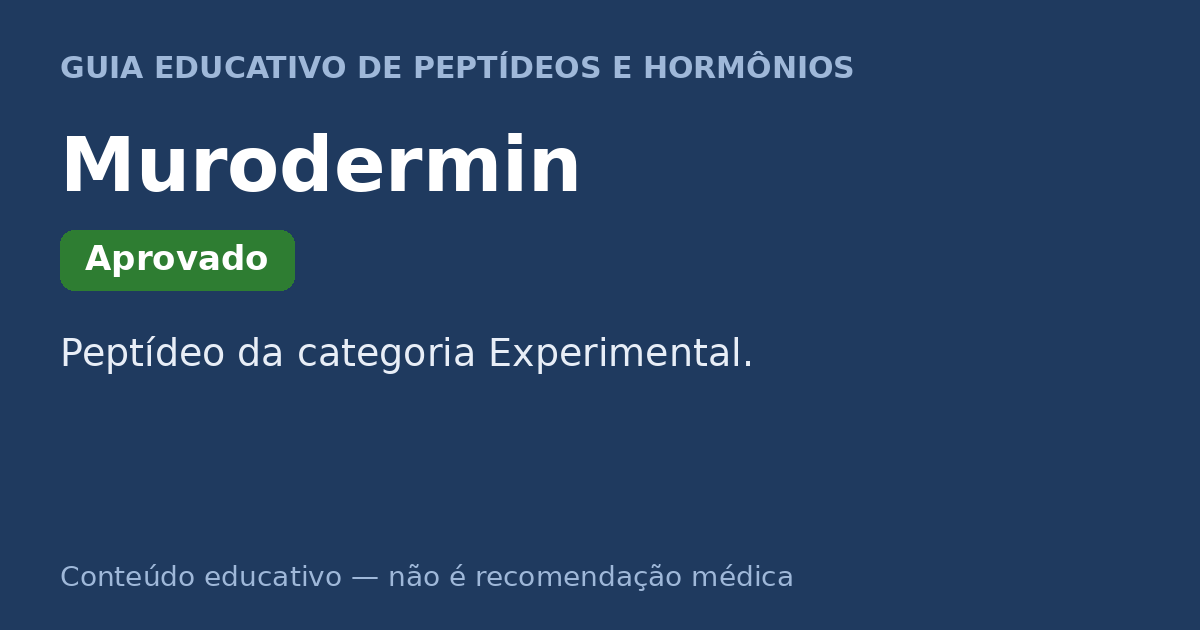 GUIA EDUCATIVO DE PEPTÍDEOS E HORMÔNIOS
Murodermin
Aprovado
Peptídeo da categoria Experimental.
Conteúdo educativo — não é recomendação médica